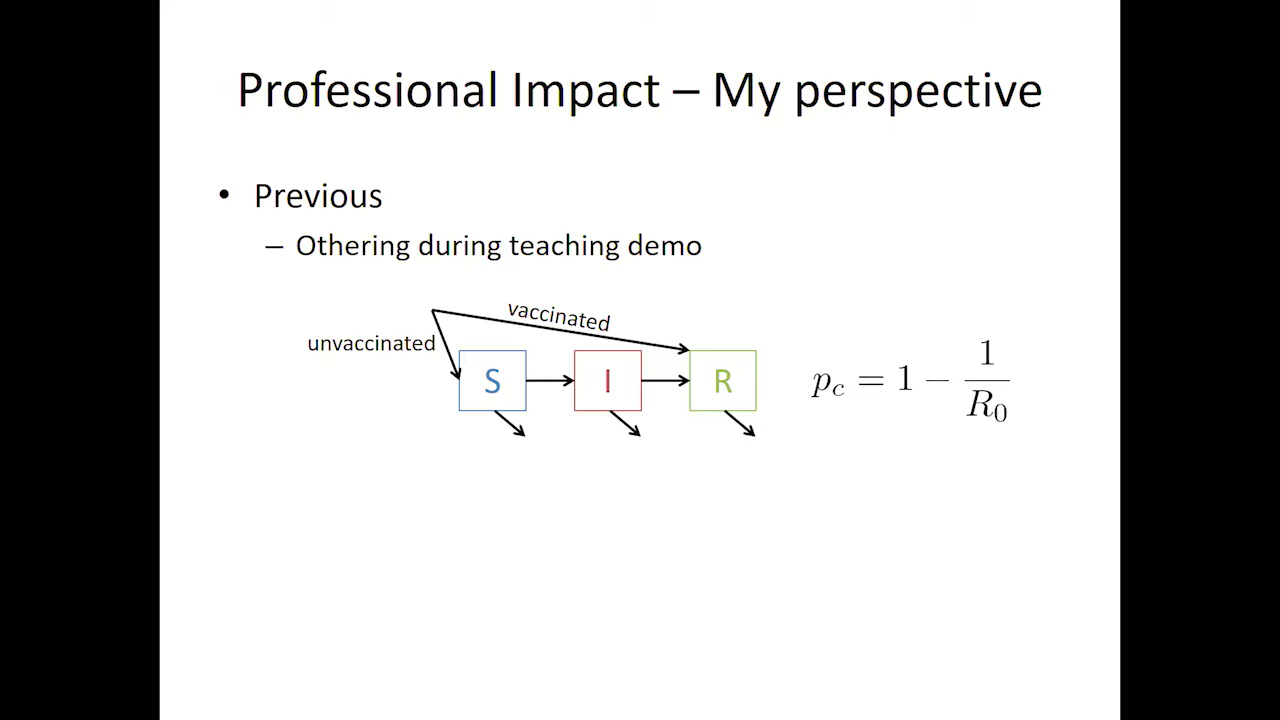 Professional Impact – My perspective
• Previous
– Othering during teaching demo
vaccinated
unvaccinated
S I R
p_c = 1 − 1/R_0